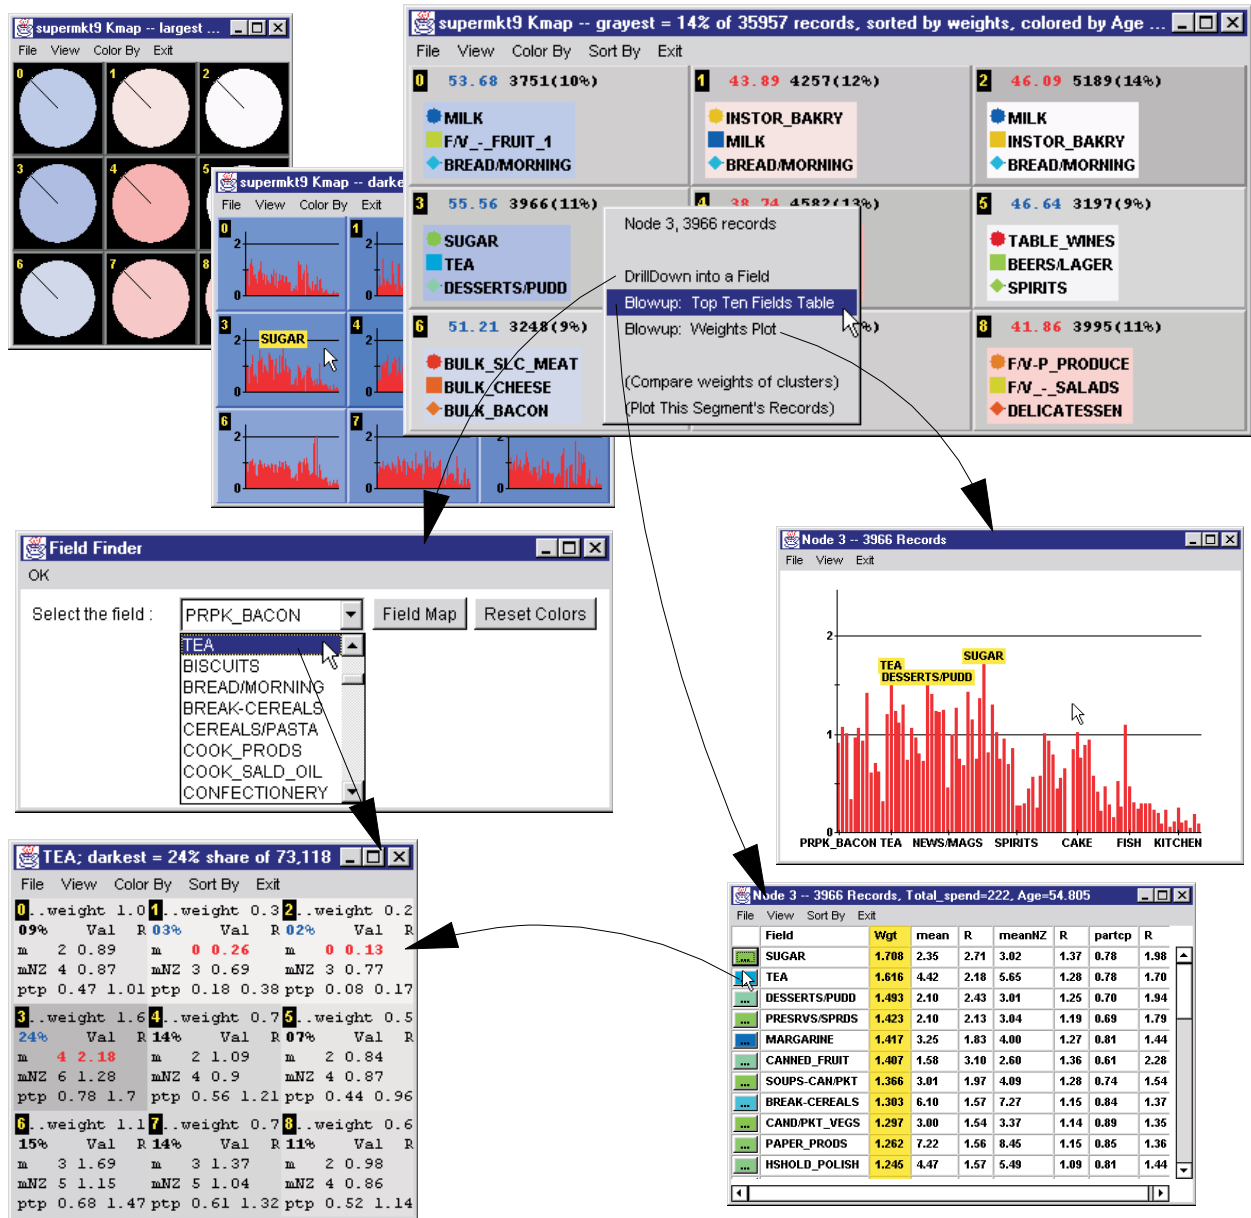 supermkt9 Kmap -- largest ...
File View Color By Exit
0 1 2
3 4 5
6 7 8
supermkt9 Kmap -- darke
File View Color By Exit
0 1
2
1
0
3 4
SUGAR
2
2
0
0
6 7
2
2
0
0
supermkt9 Kmap -- grayest = 14% of 35957 records, sorted by weights, colored by Age ...
File View Color By Sort By Exit
0 53.68 3751(10%)
MILK
F/V_-_FRUIT_1
BREAD/MORNING
1 43.89 4257(12%)
INSTOR_BAKRY
MILK
BREAD/MORNING
2 46.09 5189(14%)
MILK
INSTOR_BAKRY
BREAD/MORNING
3 55.56 3966(11%)
SUGAR
TEA
DESSERTS/PUDD
4 38.74 4582(13%)
5 46.64 3197(9%)
TABLE_WINES
BEERS/LAGER
SPIRITS
6 51.21 3248(9%)
BULK_SLC_MEAT
BULK_CHEESE
BULK_BACON
%)
8 41.86 3995(11%)
F/V-P_PRODUCE
F/V_-_SALADS
DELICATESSEN
Node 3, 3966 records
DrillDown into a Field
Blowup: Top Ten Fields Table
Blowup: Weights Plot
(Compare weights of clusters)
(Plot This Segment's Records)
Field Finder
OK
Select the field :
PRPK_BACON
Field Map
Reset Colors
TEA
BISCUITS
BREAD/MORNING
BREAK-CEREALS
CEREALS/PASTA
COOK_PRODS
COOK_SALD_OIL
CONFECTIONERY
Node 3 -- 3966 Records
File View Exit
2
SUGAR
TEA
DESSERTS/PUDD
1
0
PRPK_BACON TEA NEWS/MAGS SPIRITS CAKE FISH KITCHEN
TEA; darkest = 24% share of 73,118
File View Color By Sort By Exit
0..weight 1.0 1..weight 0.3 2..weight 0.2
09% Val R 03% Val R 02% Val R
m 2 0.89 m 0 0.26 m 0 0.13
mNZ 4 0.87 mNZ 3 0.69 mNZ 3 0.77
ptp 0.47 1.01 ptp 0.18 0.38 ptp 0.08 0.17
3..weight 1.6 4..weight 0.7 5..weight 0.5
24% Val R 14% Val R 07% Val R
m 4 2.18 m 2 1.09 m 2 0.84
mNZ 6 1.28 mNZ 4 0.9 mNZ 4 0.87
ptp 0.78 1.7 ptp 0.56 1.21 ptp 0.44 0.96
6..weight 1.1 7..weight 0.7 8..weight 0.6
15% Val R 14% Val R 11% Val R
m 3 1.69 m 3 1.37 m 2 0.98
mNZ 5 1.15 mNZ 5 1.04 mNZ 4 0.86
ptp 0.68 1.47 ptp 0.61 1.32 ptp 0.52 1.14
Node 3 -- 3966 Records, Total_spend=222, Age=54.805
File View Sort By Exit
Field Wgt mean R meanNZ R partcp R
... SUGAR 1.708 2.35 2.71 3.02 1.37 0.78 1.98
TEA 1.616 4.42 2.18 5.65 1.28 0.78 1.70
... DESSERTS/PUDD 1.493 2.10 2.43 3.01 1.25 0.70 1.94
... PRESRVS/SPRDS 1.423 2.10 2.13 3.04 1.19 0.69 1.79
... MARGARINE 1.417 3.25 1.83 4.00 1.27 0.81 1.44
... CANNED_FRUIT 1.407 1.58 3.10 2.60 1.36 0.61 2.28
... SOUPS-CAN/PKT 1.366 3.01 1.97 4.09 1.28 0.74 1.54
... BREAK-CEREALS 1.303 6.10 1.57 7.27 1.15 0.84 1.37
... CAND/PKT_VEGS 1.297 3.00 1.54 3.37 1.14 0.89 1.35
... PAPER_PRODS 1.262 7.22 1.56 8.45 1.15 0.85 1.36
... HSHOLD_POLISH 1.245 4.47 1.57 5.49 1.09 0.81 1.44